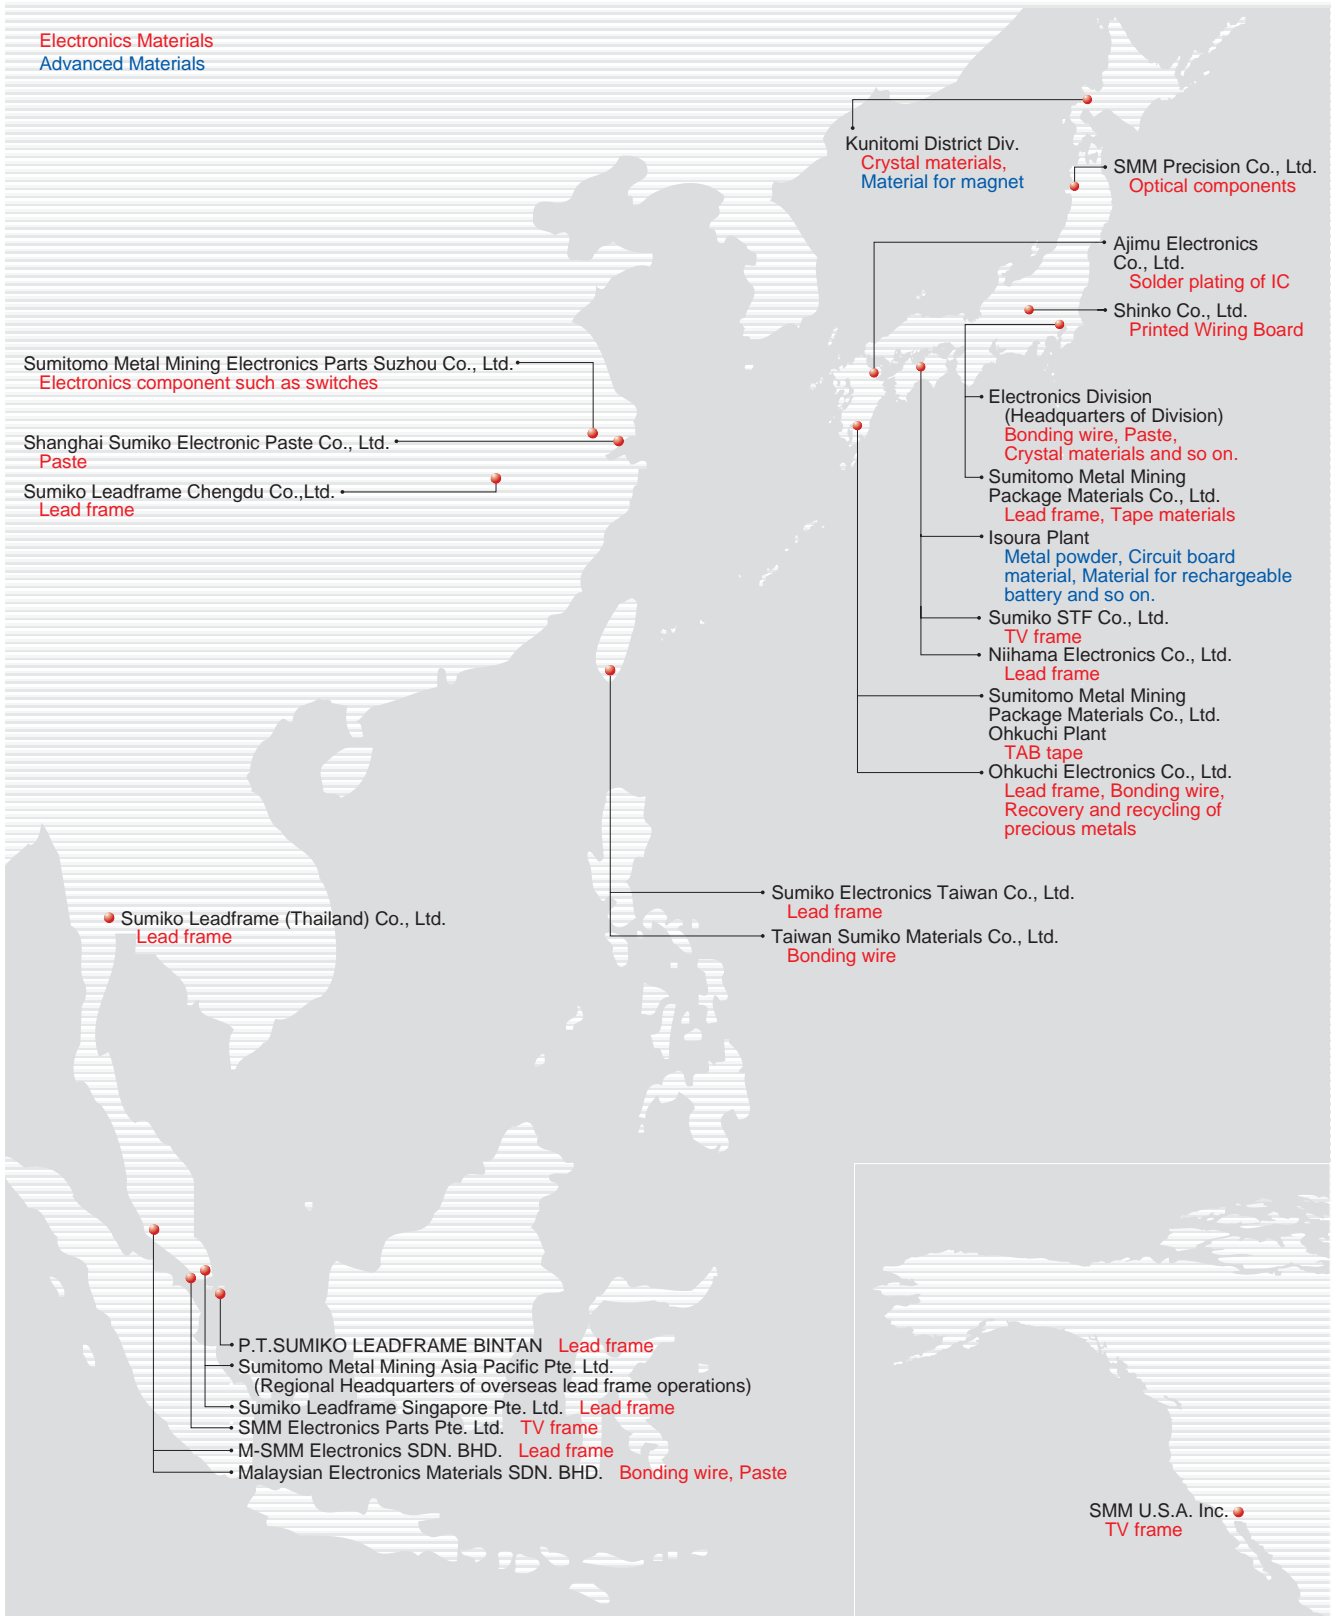 Electronics Materials
Advanced Materials
Kunitomi District Div.
Crystal materials,
Material for magnet
SMM Precision Co., Ltd.
Optical components
Ajimu Electronics
Co., Ltd.
Solder plating of IC
Shinko Co., Ltd.
Printed Wiring Board
Sumitomo Metal Mining Electronics Parts Suzhou Co., Ltd.
Electronics component such as switches
Shanghai Sumiko Electronic Paste Co., Ltd.
Paste
Sumiko Leadframe Chengdu Co.,Ltd.
Lead frame
Electronics Division
(Headquarters of Division)
Bonding wire, Paste,
Crystal materials and so on.
Sumitomo Metal Mining
Package Materials Co., Ltd.
Lead frame, Tape materials
Isoura Plant
Metal powder, Circuit board
material, Material for rechargeable
battery and so on.
Sumiko STF Co., Ltd.
TV frame
Niihama Electronics Co., Ltd.
Lead frame
Sumitomo Metal Mining
Package Materials Co., Ltd.
Ohkuchi Plant
TAB tape
Ohkuchi Electronics Co., Ltd.
Lead frame, Bonding wire,
Recovery and recycling of
precious metals
Sumiko Electronics Taiwan Co., Ltd.
Lead frame
Taiwan Sumiko Materials Co., Ltd.
Bonding wire
Sumiko Leadframe (Thailand) Co., Ltd.
Lead frame
P.T.SUMIKO LEADFRAME BINTAN Lead frame
Sumitomo Metal Mining Asia Pacific Pte. Ltd.
(Regional Headquarters of overseas lead frame operations)
Sumiko Leadframe Singapore Pte. Ltd. Lead frame
SMM Electronics Parts Pte. Ltd. TV frame
M-SMM Electronics SDN. BHD. Lead frame
Malaysian Electronics Materials SDN. BHD. Bonding wire, Paste
SMM U.S.A. Inc.
TV frame